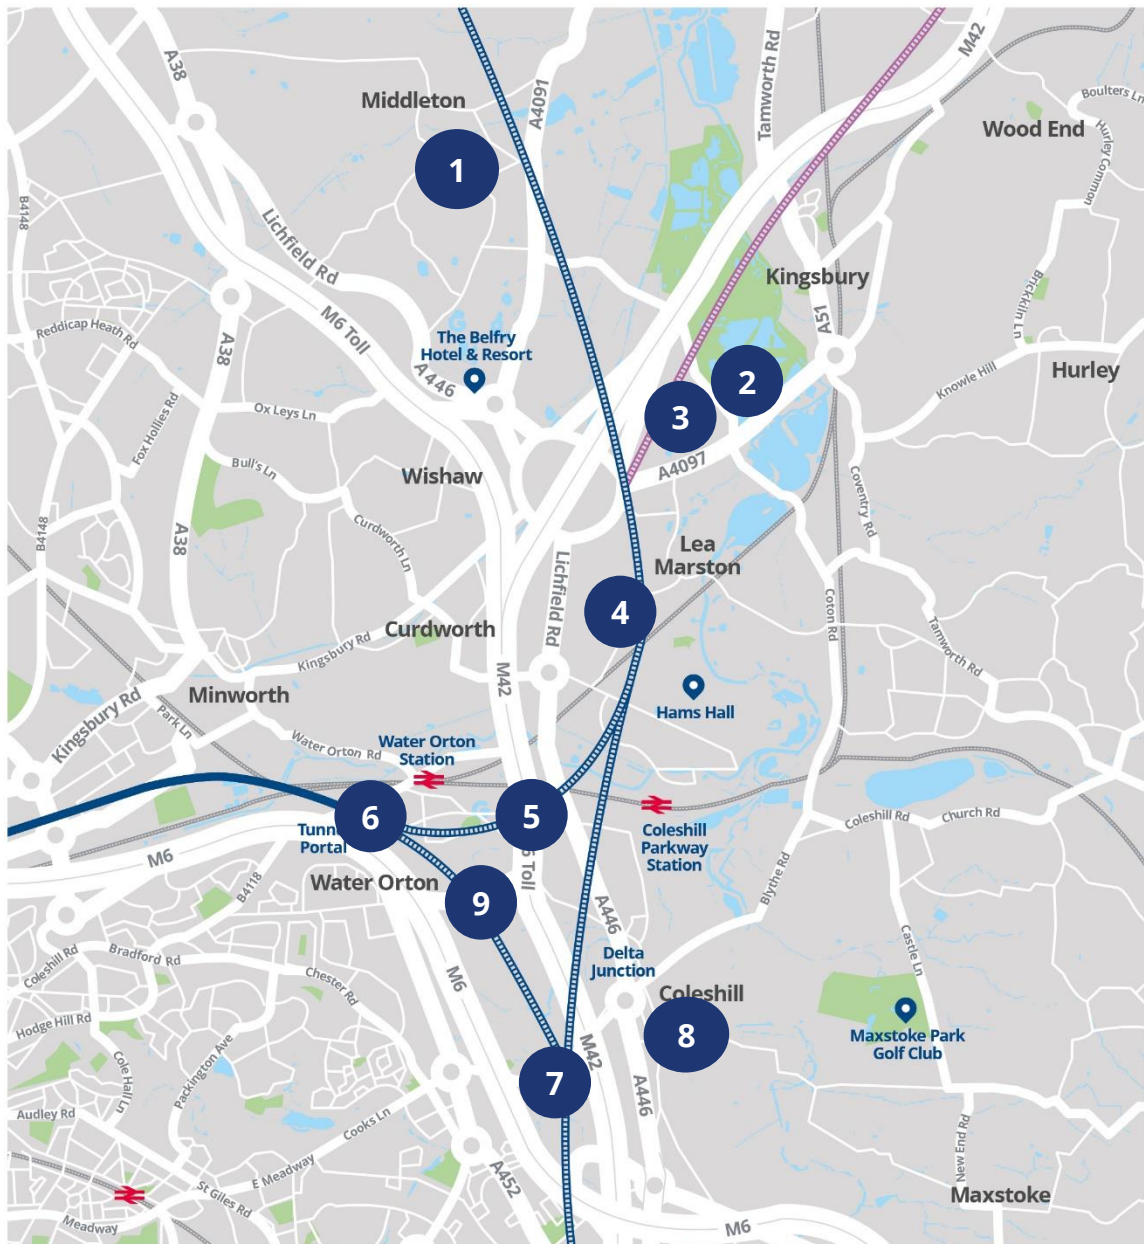 A38
M42
Tamworth Rd
Middleton
A4091
Boulters Ln
Wood End
Hurley Common
1
B4148
Lichfield Rd
Kingsbury
Bricklin Ln
A51
M6 Toll
Reddicap Heath Rd
A38
The Belfry
Hotel & Resort
A446
2
Hurley
Knowle Hill
3
Ox Leys Ln
Fox Hollies Rd
A4097
Bull's Ln
Wishaw
Coventry Rd
B4148
A38
Curdworth Ln
Lea
Marston
Lichfield Rd
4
Coton Rd
Curdworth
Kingsbury Rd
Tamworth Rd
M42
Minworth
Kingsbury Rd
Park Ln
Hams Hall
Water Orton Rd
Water Orton
Station
6
5
Coleshill
Parkway
Station
Coleshill Rd
Church Rd
Portal
M6
Toll
Water Orton
B4118
Blythe Rd
9
A446
Castle Ln
Coleshill Rd
Bradford Rd
Chester Rd
M6
Delta
Junction
Coleshill
Hodge Hill Rd
8
Maxstoke Park
Golf Club
Packington Ave
Cole Hall Ln
M42
7
A446
Audley Rd
Cooks Ln
New End Rd
E Meadway
A452
St Giles Rd
Maxstoke
Meadway
M6